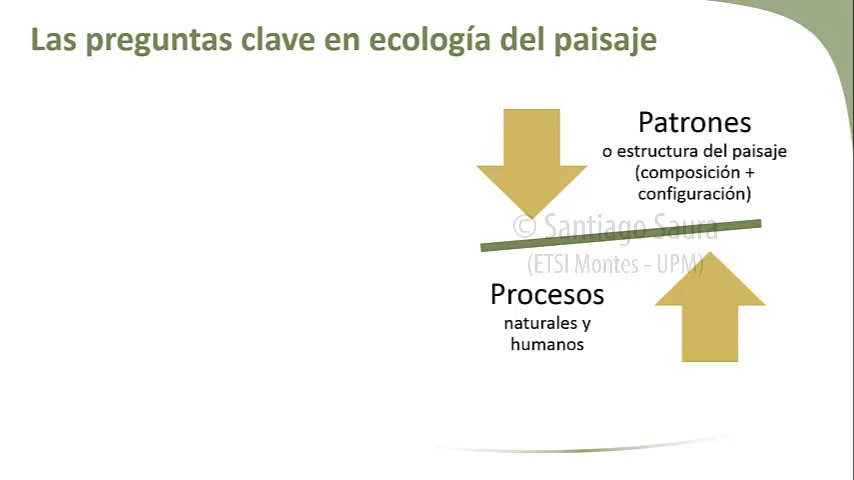 Las preguntas clave en ecología del paisaje
Patrones
o estructura del paisaje
(composición +
configuración)
© Santiago Saura
(ETSI Montes - UPM)
Procesos
naturales y
humanos